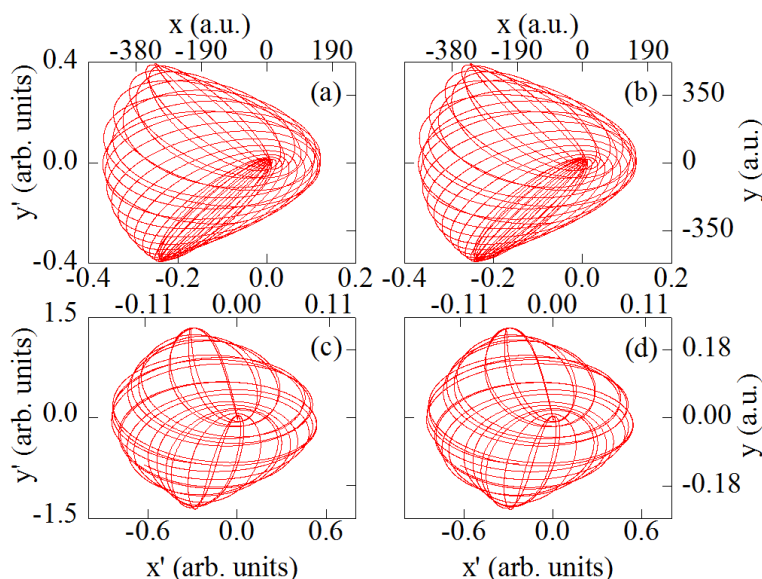 x (a.u.)
x (a.u.)
-380 -190 0 190
-380 -190 0 190
0.4
(a)
(b)
350
y' (arb. units)
0.0
0
y (a.u.)
-350
-0.4
-0.4 -0.2 0.0
-0.4 -0.2 0.0 0.2
-0.11 0.00 0.11
-0.11 0.00 0.11
1.5
(c)
(d)
0.18
y' (arb. units)
0.0
0.00
y (a.u.)
-0.18
-1.5
-0.6 0.0 0.6
-0.6 0.0 0.6
x' (arb. units)
x' (arb. units)